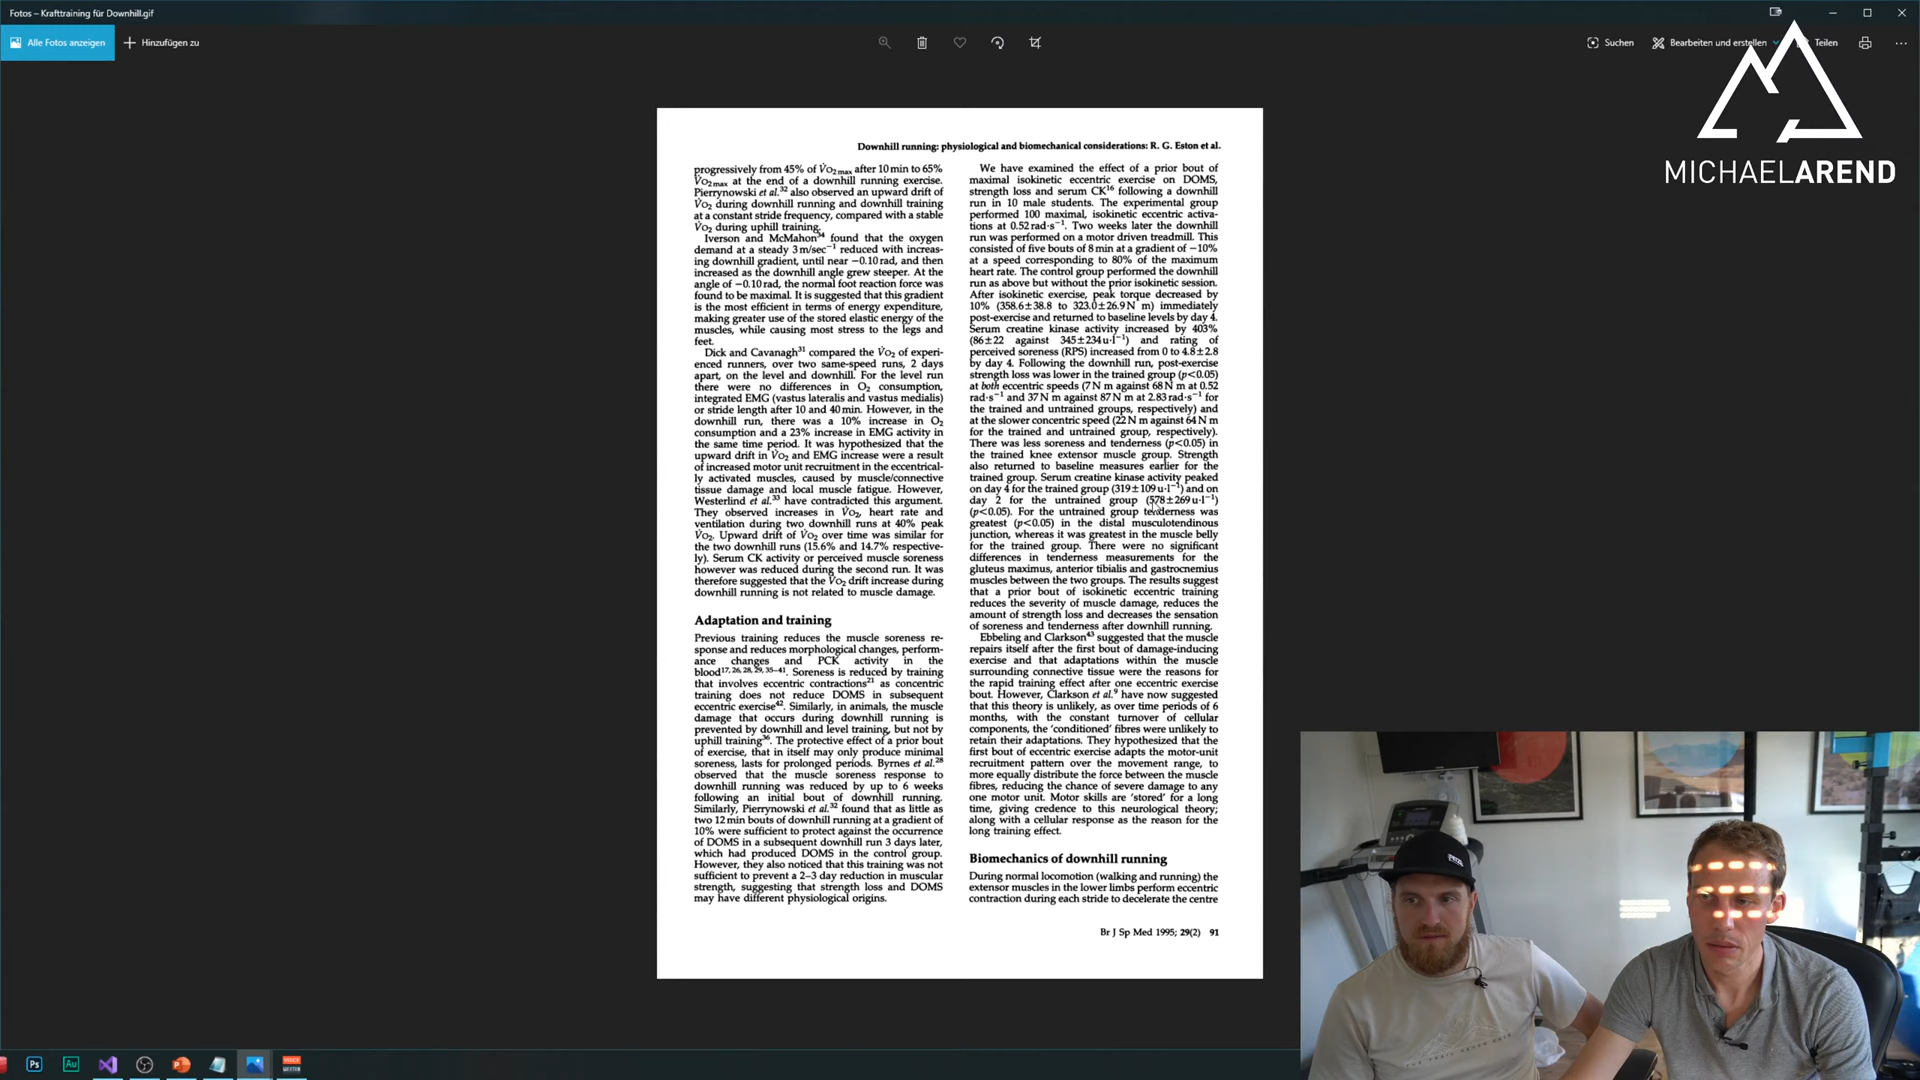 Fotos – Krafttraining für Downhill.gif
Alle Fotos anzeigen
Hinzufügen zu
Suchen
Bearbeiten und erstellen
Teilen
MICHAELAREND
Downhill running: physiological and biomechanical considerations: R. G. Eston et al.
progressively from 45% of V̇O2max after 10 min to 65%
V̇O2max at the end of a downhill running exercise.
Pierrynowski et al.32 also observed an upward drift of
V̇O2 during downhill running and downhill training
at a constant stride frequency, compared with a stable
V̇O2 during uphill training.
Iverson and McMahon34 found that the oxygen
demand at a steady 3 m/sec−1 reduced with increas-
ing downhill gradient, until near −0.10 rad, and then
increased as the downhill angle grew steeper. At the
angle of −0.10 rad, the normal foot reaction force was
found to be maximal. It is suggested that this gradient
is the most efficient in terms of energy expenditure,
making greater use of the stored elastic energy of the
muscles, while causing most stress to the legs and
feet.
Dick and Cavanagh31 compared the V̇O2 of experi-
enced runners, over two same-speed runs, 2 days
apart, on the level and downhill. For the level run
there were no differences in O2 consumption,
integrated EMG (vastus lateralis and vastus medialis)
or stride length after 10 and 40 min. However, in the
downhill run, there was a 10% increase in O2
consumption and a 23% increase in EMG activity in
the same time period. It was hypothesized that the
upward drift in V̇O2 and EMG increase were a result
of increased motor unit recruitment in the eccentrical-
ly activated muscles, caused by muscle/connective
tissue damage and local muscle fatigue. However,
Westerlind et al.33 have contradicted this argument.
They observed increases in V̇O2, heart rate and
ventilation during two downhill runs at 40% peak
V̇O2. Upward drift of V̇O2 over time was similar for
the two downhill runs (15.6% and 14.7% respective-
ly). Serum CK activity or perceived muscle soreness
however was reduced during the second run. It was
therefore suggested that the V̇O2 drift increase during
downhill running is not related to muscle damage.
Adaptation and training
Previous training reduces the muscle soreness re-
sponse and reduces morphological changes, perform-
ance changes and PCK activity in the
blood17, 26, 28, 29, 35–41. Soreness is reduced by training
that involves eccentric contractions21 as concentric
training does not reduce DOMS in subsequent
eccentric exercise42. Similarly, in animals, the muscle
damage that occurs during downhill running is
prevented by downhill and level training, but not by
uphill training36. The protective effect of a prior bout
of exercise, that in itself may only produce minimal
soreness, lasts for prolonged periods. Byrnes et al.28
observed that the muscle soreness response to
downhill running was reduced by up to 6 weeks
following an initial bout of downhill running.
Similarly, Pierrynowski et al.32 found that as little as
two 12 min bouts of downhill running at a gradient of
10% were sufficient to protect against the occurrence
of DOMS in a subsequent downhill run 3 days later,
which had produced DOMS in the control group.
However, they also noticed that this training was not
sufficient to prevent a 2–3 day reduction in muscular
strength, suggesting that strength loss and DOMS
may have different physiological origins.
We have examined the effect of a prior bout of
maximal isokinetic eccentric exercise on DOMS,
strength loss and serum CK16 following a downhill
run in 10 male students. The experimental group
performed 100 maximal, isokinetic eccentric activa-
tions at 0.52 rad·s−1. Two weeks later the downhill
run was performed on a motor driven treadmill. This
consisted of five bouts of 8 min at a gradient of −10%
at a speed corresponding to 80% of the maximum
heart rate. The control group performed the downhill
run as above but without the prior isokinetic session.
After isokinetic exercise, peak torque decreased by
10% (358.6±38.8 to 323.0±26.9 N m) immediately
post-exercise and returned to baseline levels by day 4.
Serum creatine kinase activity increased by 403%
(86±22 against 345±234 u·l−1) and rating of
perceived soreness (RPS) increased from 0 to 4.8±2.8
by day 4. Following the downhill run, post-exercise
strength loss was lower in the trained group (p<0.05)
at both eccentric speeds (7 N m against 68 N m at 0.52
rad·s−1 and 37 N m against 87 N m at 2.83 rad·s−1 for
the trained and untrained groups, respectively) and
at the slower concentric speed (22 N m against 64 N m
for the trained and untrained group, respectively).
There was less soreness and tenderness (p<0.05) in
the trained knee extensor muscle group. Strength
also returned to baseline measures earlier for the
trained group. Serum creatine kinase activity peaked
on day 4 for the trained group (319±109 u·l−1) and on
day 2 for the untrained group (578±269 u·l−1)
(p<0.05). For the untrained group tenderness was
greatest (p<0.05) in the distal musculotendinous
junction, whereas it was greatest in the muscle belly
for the trained group. There were no significant
differences in tenderness measurements for the
gluteus maximus, anterior tibialis and gastrocnemius
muscles between the two groups. The results suggest
that a prior bout of isokinetic eccentric training
reduces the severity of muscle damage, reduces the
amount of strength loss and decreases the sensation
of soreness and tenderness after downhill running.
Ebbeling and Clarkson43 suggested that the muscle
repairs itself after the first bout of damage-inducing
exercise and that adaptations within the muscle
surrounding connective tissue were the reasons for
the rapid training effect after one eccentric exercise
bout. However, Clarkson et al.9 have now suggested
that this theory is unlikely, as over time periods of 6
months, with the constant turnover of cellular
components, the 'conditioned' fibres were unlikely to
retain their adaptations. They hypothesized that the
first bout of eccentric exercise adapts the motor-unit
recruitment pattern over the movement range, to
more equally distribute the force between the muscle
fibres, reducing the chance of severe damage to any
one motor unit. Motor skills are 'stored' for a long
time, giving credence to this neurological theory;
along with a cellular response as the reason for the
long training effect.
Biomechanics of downhill running
During normal locomotion (walking and running) the
extensor muscles in the lower limbs perform eccentric
contraction during each stride to decelerate the centre
Br J Sp Med 1995; 29(2) 91
Ps
Au